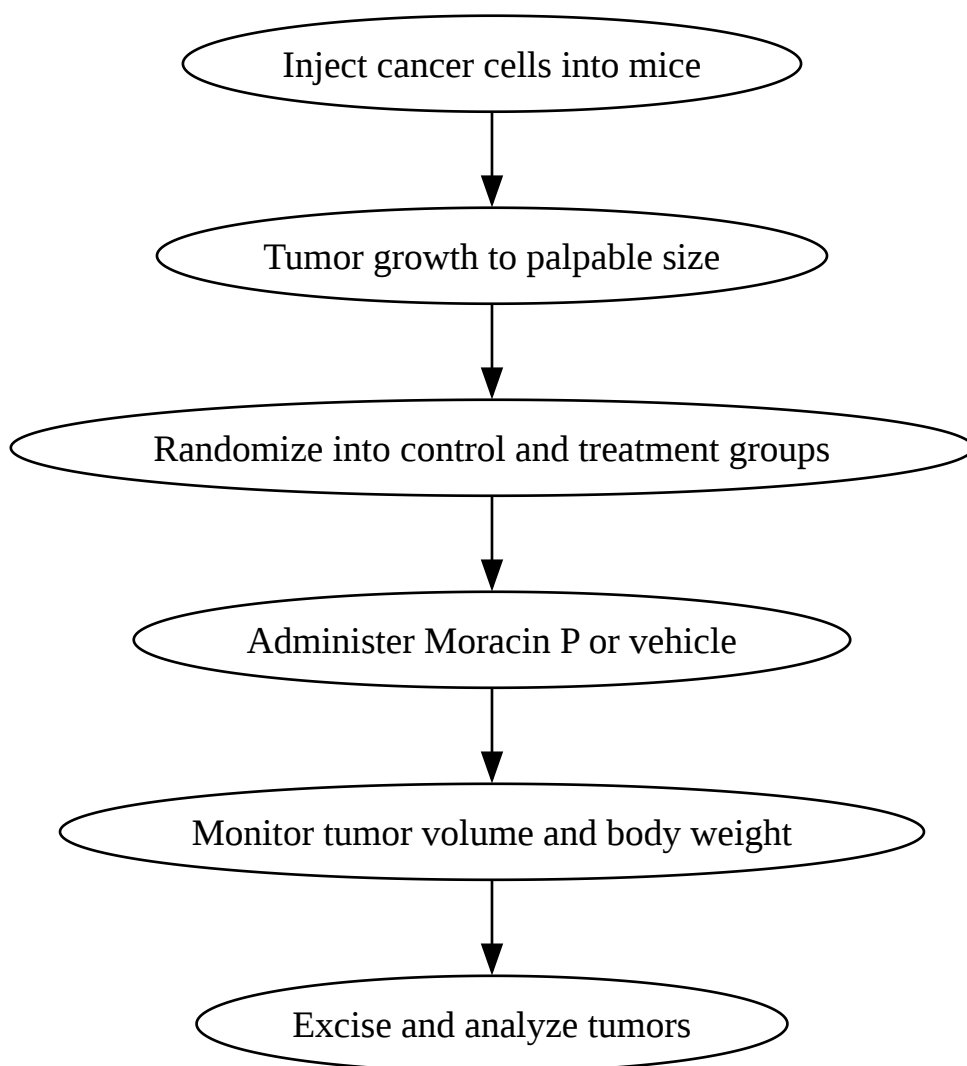 Inject cancer cells into mice
Tumor growth to palpable size
Randomize into control and treatment groups
Administer Moracin P or vehicle
Monitor tumor volume and body weight
Excise and analyze tumors